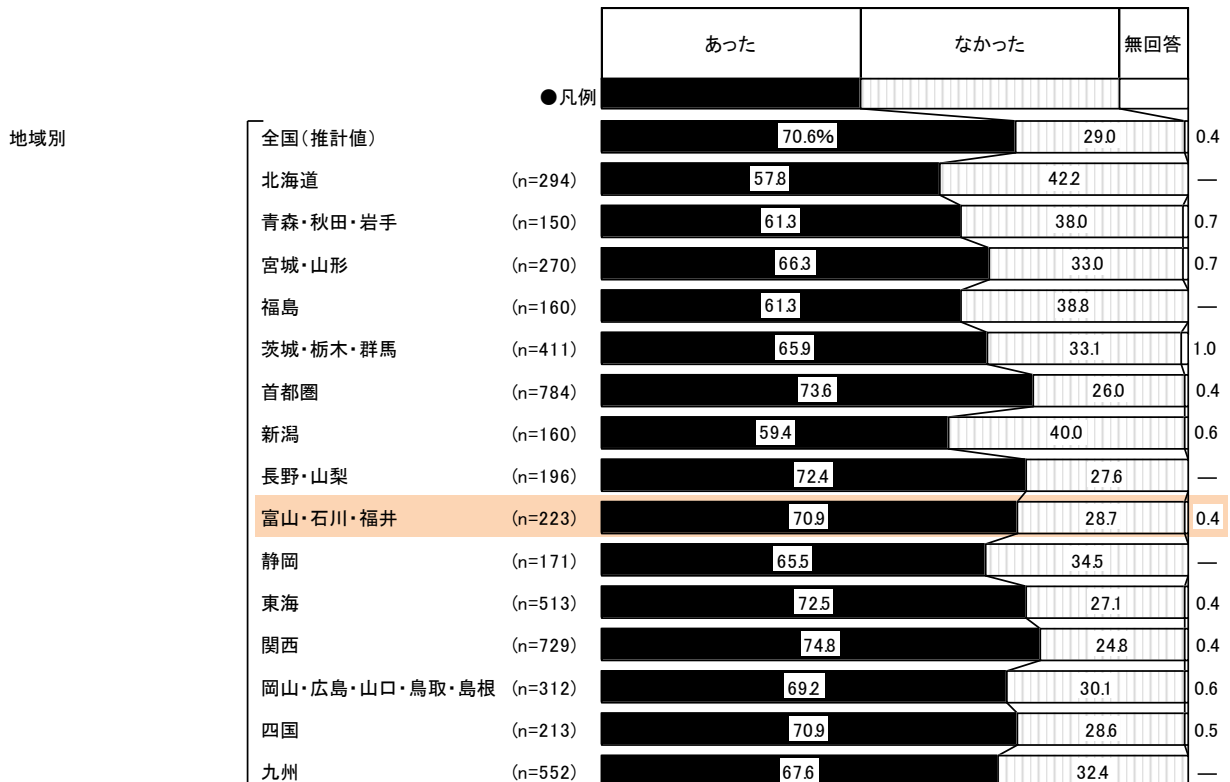 あった なかった 無回答
●凡例
地域別 全国(推計値) 70.6% 29.0 0.4
北海道 (n=294) 57.8 42.2 —
青森・秋田・岩手 (n=150) 61.3 38.0 0.7
宮城・山形 (n=270) 66.3 33.0 0.7
福島 (n=160) 61.3 38.8 —
茨城・栃木・群馬 (n=411) 65.9 33.1 1.0
首都圏 (n=784) 73.6 26.0 0.4
新潟 (n=160) 59.4 40.0 0.6
長野・山梨 (n=196) 72.4 27.6 —
富山・石川・福井 (n=223) 70.9 28.7 0.4
静岡 (n=171) 65.5 34.5 —
東海 (n=513) 72.5 27.1 0.4
関西 (n=729) 74.8 24.8 0.4
岡山・広島・山口・鳥取・島根 (n=312) 69.2 30.1 0.6
四国 (n=213) 70.9 28.6 0.5
九州 (n=552) 67.6 32.4 —